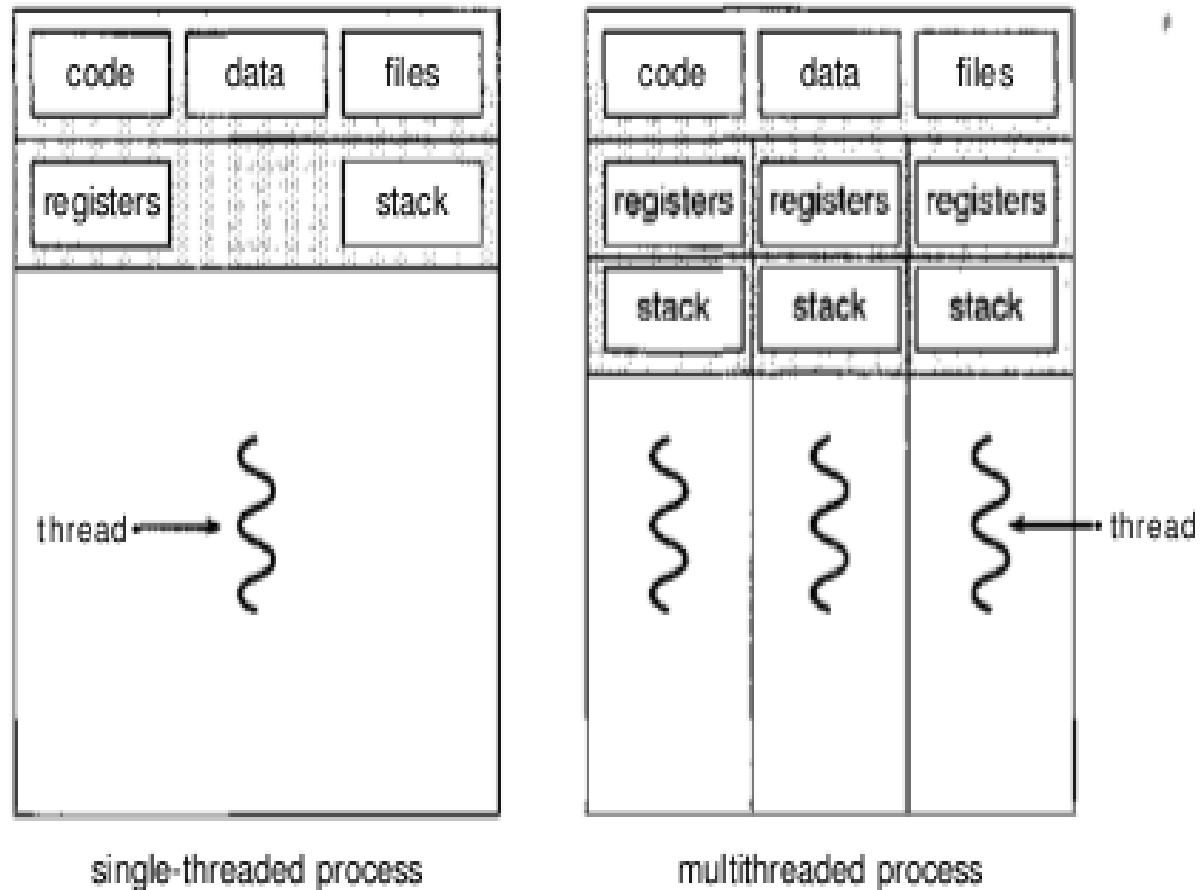 code data files code data files
registers stack registers registers registers
stack stack stack
thread thread
single-threaded process multithreaded process